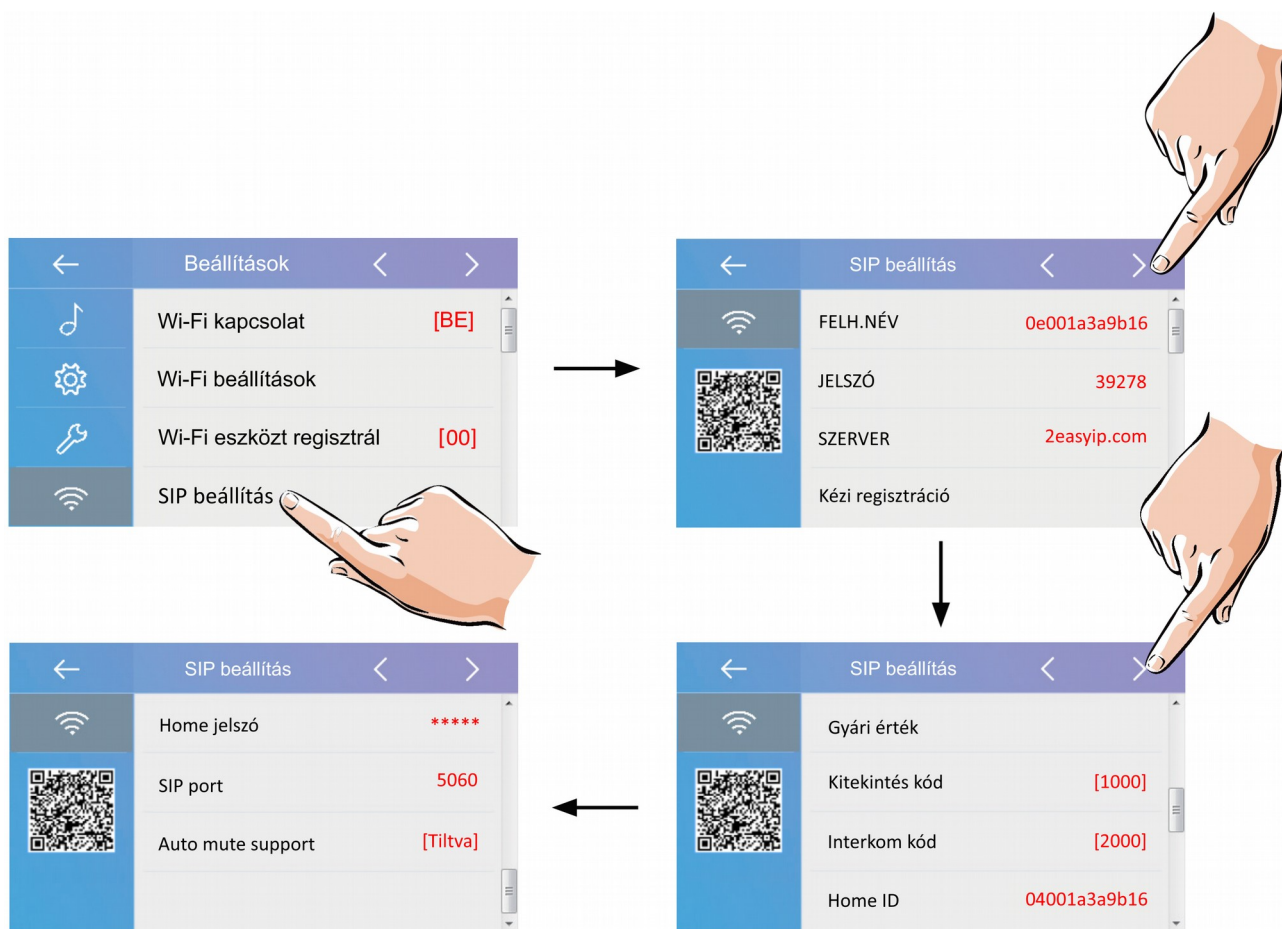 Beállítások
Wi-Fi kapcsolat [BE]
Wi-Fi beállítások
Wi-Fi eszközt regisztrál [00]
SIP beállítás
SIP beállítás
FELH.NÉV 0e001a3a9b16
JELSZÓ 39278
SZERVER 2easyip.com
Kézi regisztráció
SIP beállítás
Gyári érték
Kitekintés kód [1000]
Interkom kód [2000]
Home ID 04001a3a9b16
SIP beállítás
Home jelszó *****
SIP port 5060
Auto mute support [Tiltva]